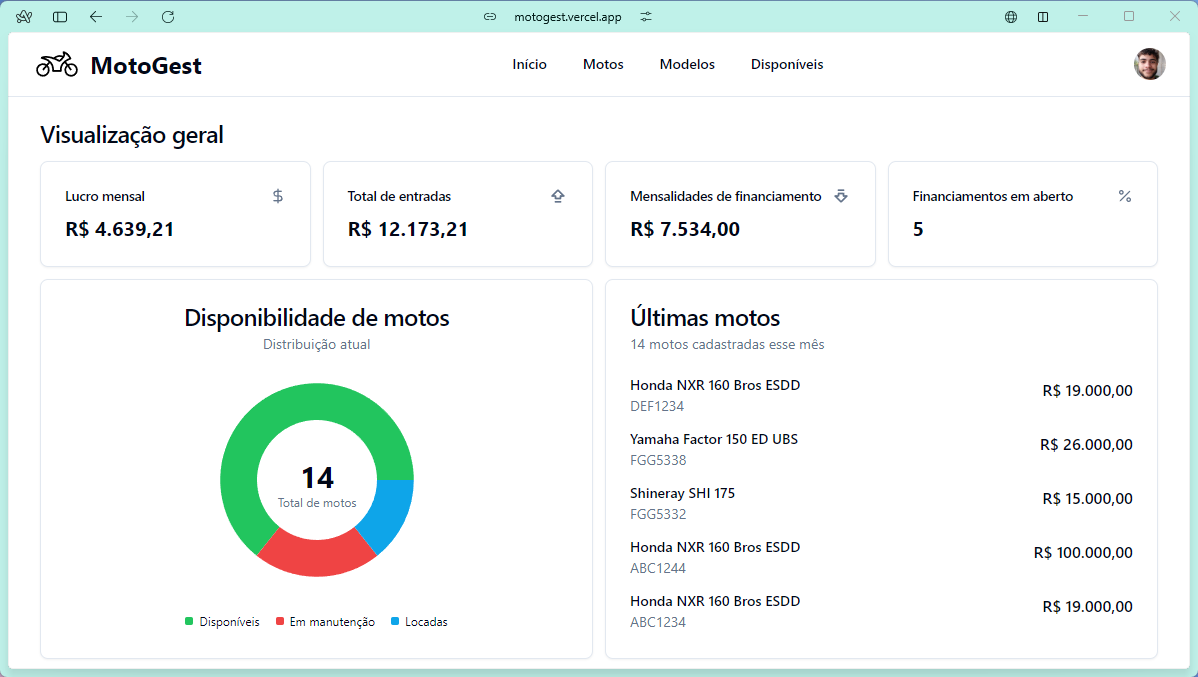 motogest.vercel.app
MotoGest
Início Motos Modelos Disponíveis
Visualização geral
Lucro mensal $
R$ 4.639,21
Total de entradas
R$ 12.173,21
Mensalidades de financiamento
R$ 7.534,00
Financiamentos em aberto %
5
Disponibilidade de motos
Distribuição atual
14
Total de motos
Disponíveis Em manutenção Locadas
Últimas motos
14 motos cadastradas esse mês
Honda NXR 160 Bros ESDD R$ 19.000,00
DEF1234
Yamaha Factor 150 ED UBS R$ 26.000,00
FGG5338
Shineray SHI 175 R$ 15.000,00
FGG5332
Honda NXR 160 Bros ESDD R$ 100.000,00
ABC1244
Honda NXR 160 Bros ESDD R$ 19.000,00
ABC1234